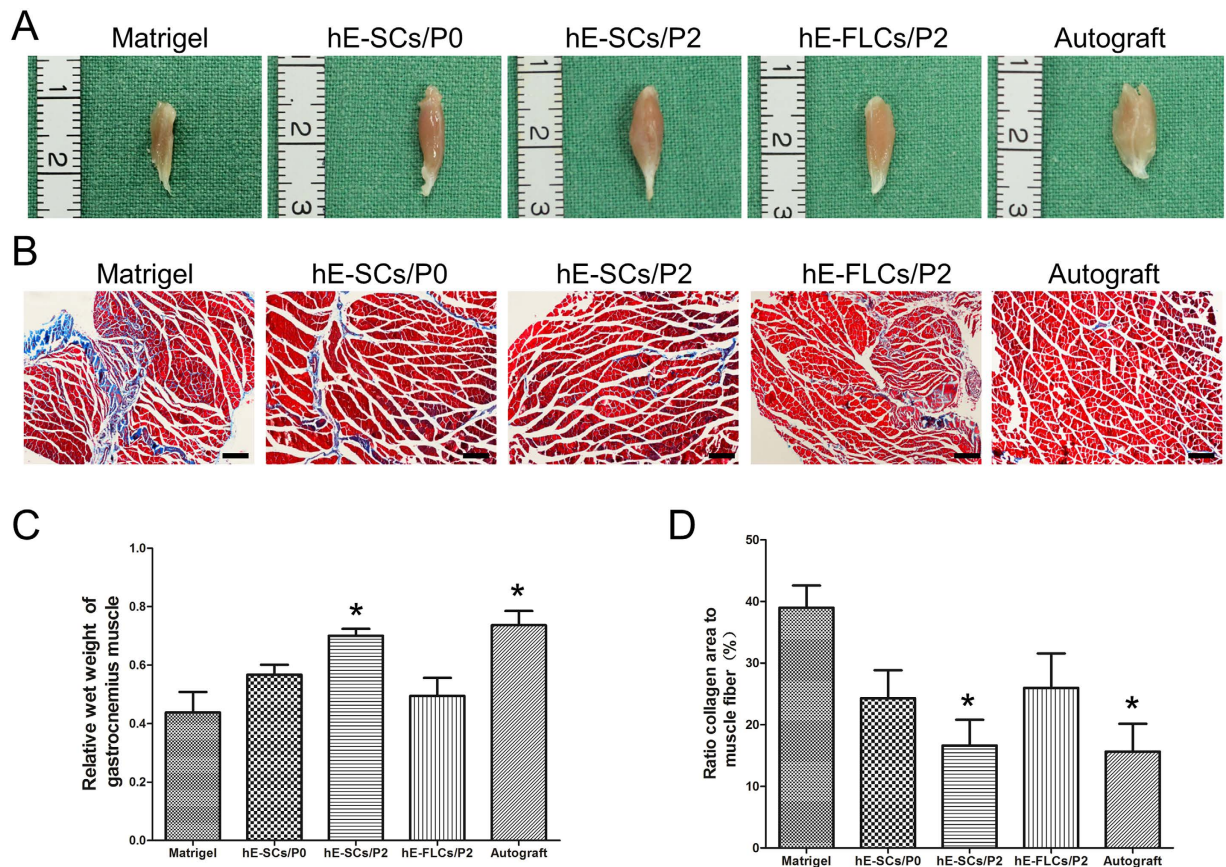 A
Matrigel hE-SCs/P0 hE-SCs/P2 hE-FLCs/P2 Autograft
1 2
2 3
1 2 3
1 2 3
1 2 3
B
Matrigel hE-SCs/P0 hE-SCs/P2 hE-FLCs/P2 Autograft
C
Relative wet weight of
gastrocnemius muscle
1.0
0.8
0.6
0.4
0.2
0.0
* *
Matrigel hE-SCs/P0 hE-SCs/P2 hE-FLCs/P2 Autograft
D
Ratio collagen area to
muscle fiber (%)
50
40
30
20
10
0
* *
Matrigel hE-SCs/P0 hE-SCs/P2 hE-FLCs/P2 Autograft